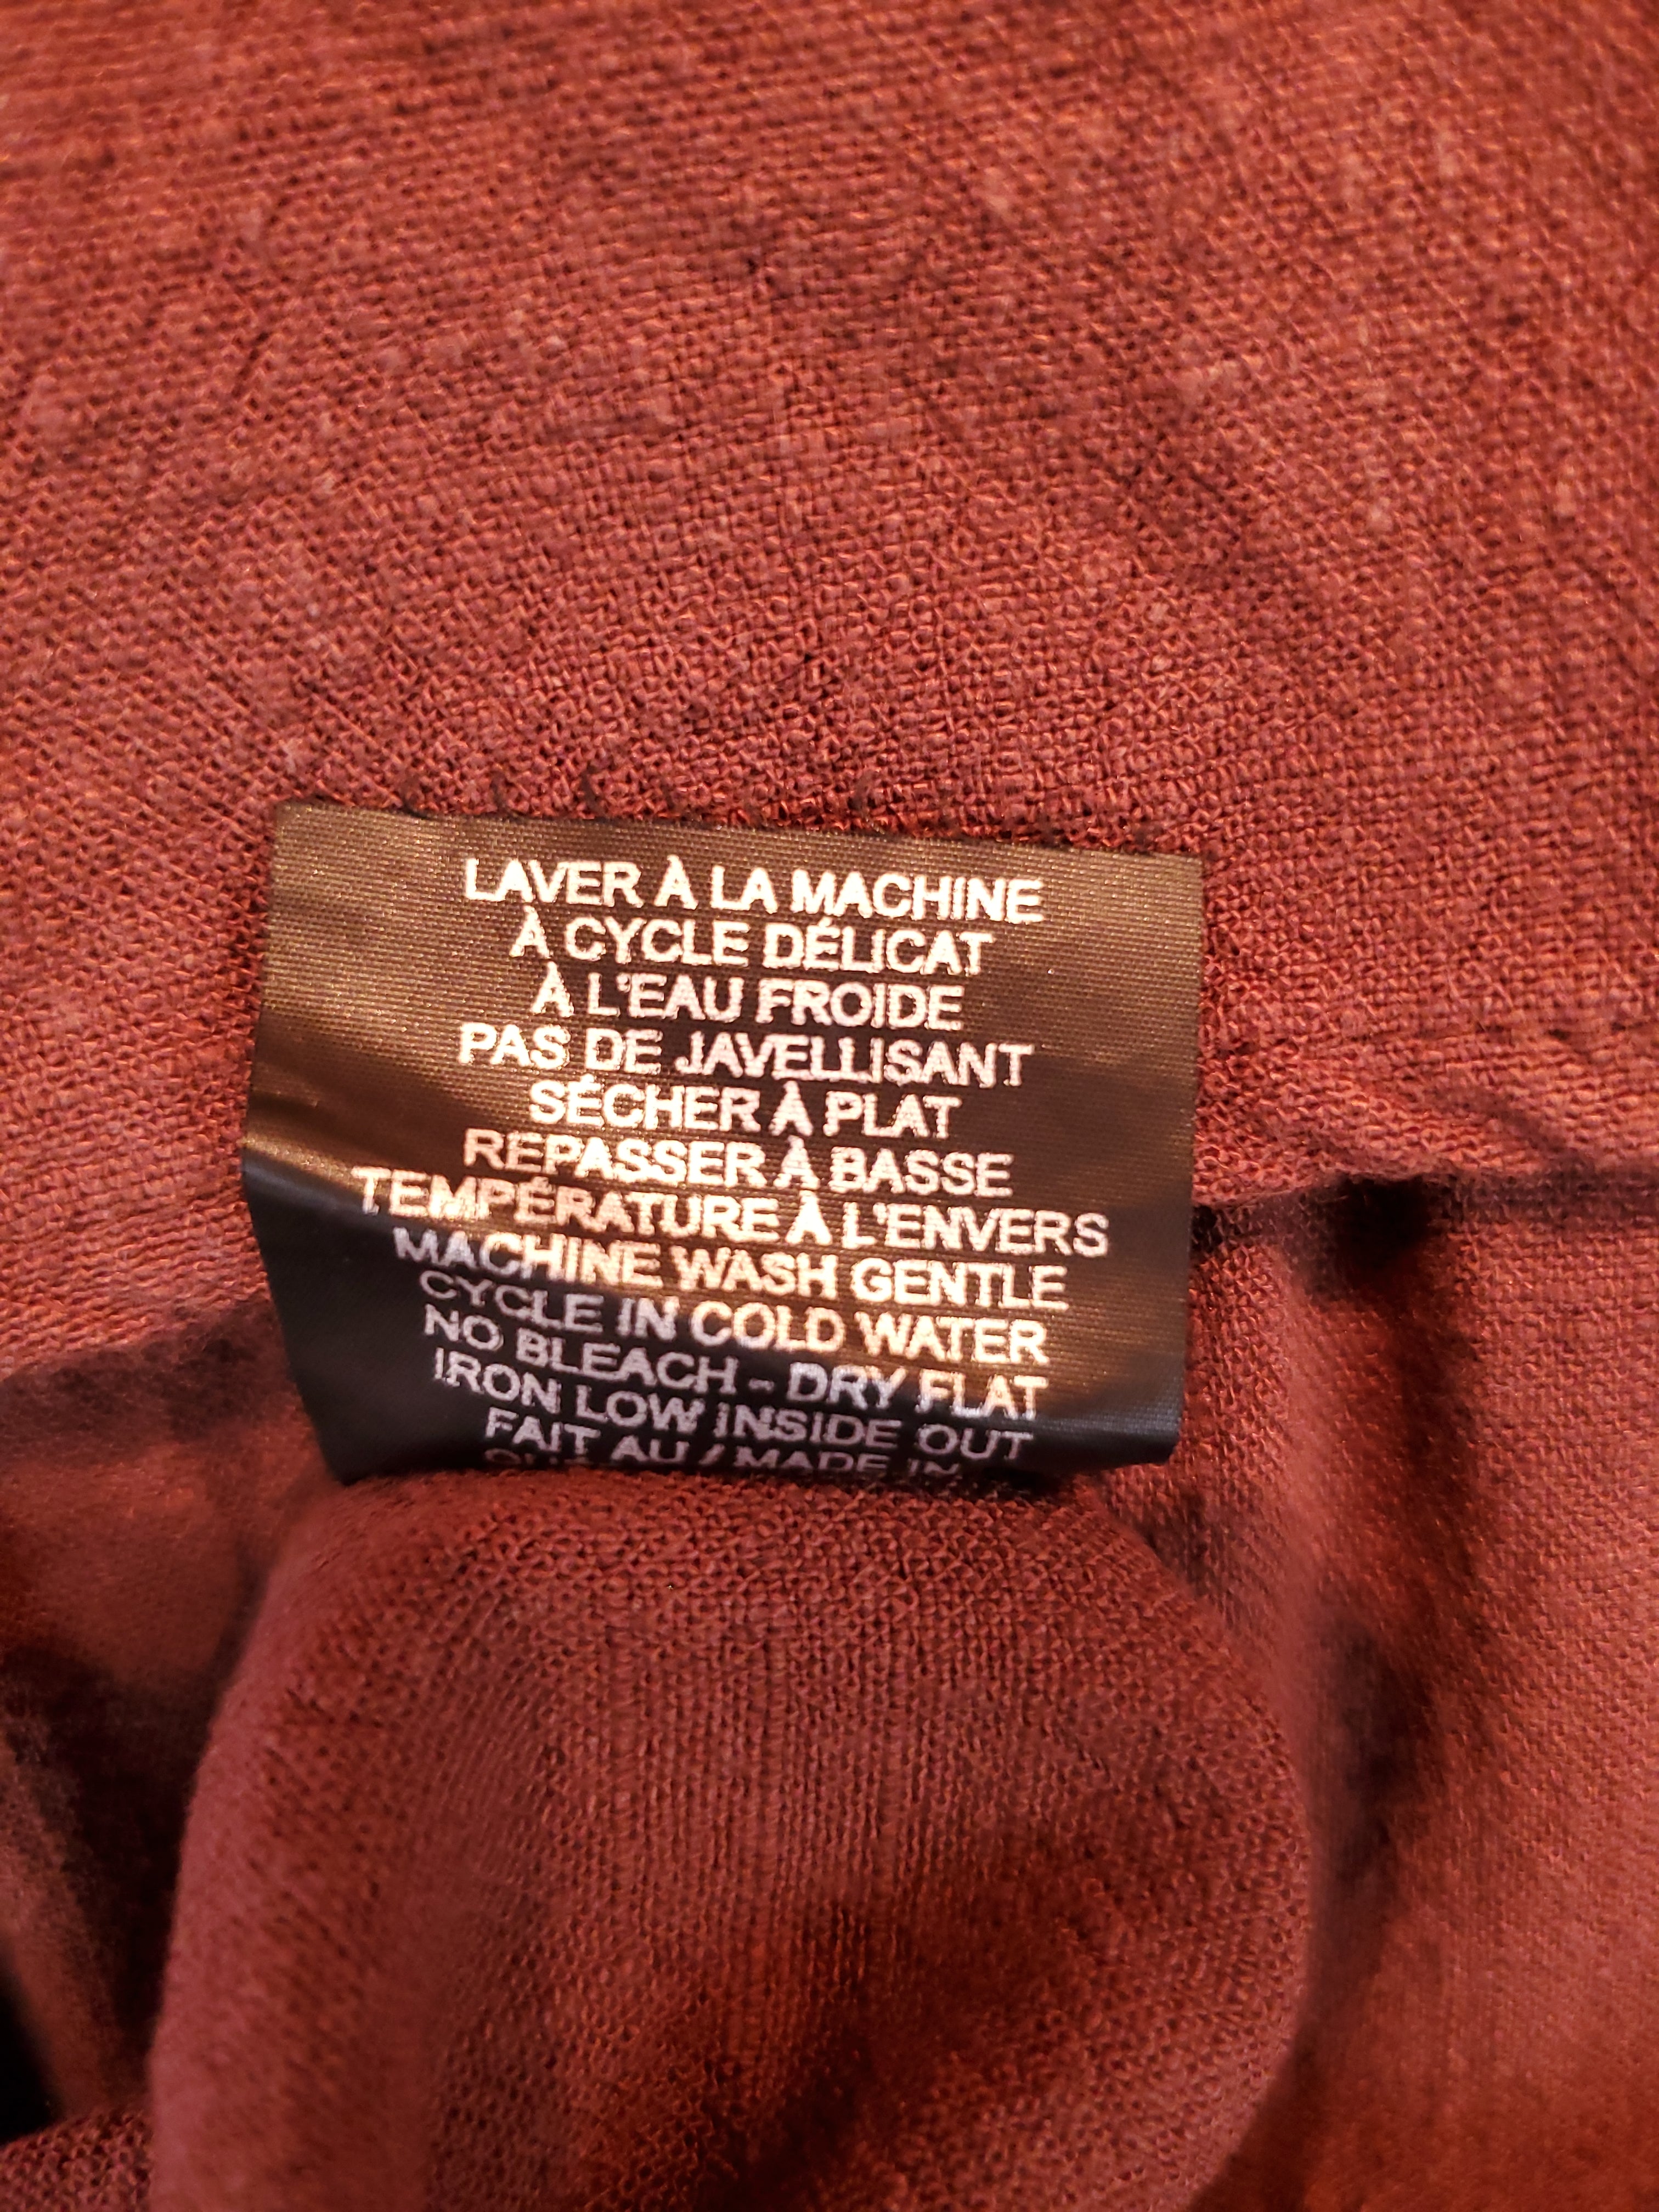 LAVER À LA MACHINE
À CYCLE DÉLICAT
À L'EAU FROIDE
PAS DE JAVELLISANT
SÉCHER À PLAT
REPASSER À BASSE
TEMPÉRATURE À L'ENVERS
MACHINE WASH GENTLE
CYCLE IN COLD WATER
NO BLEACH - DRY FLAT
IRON LOW INSIDE OUT
FAIT AU / MADE IN